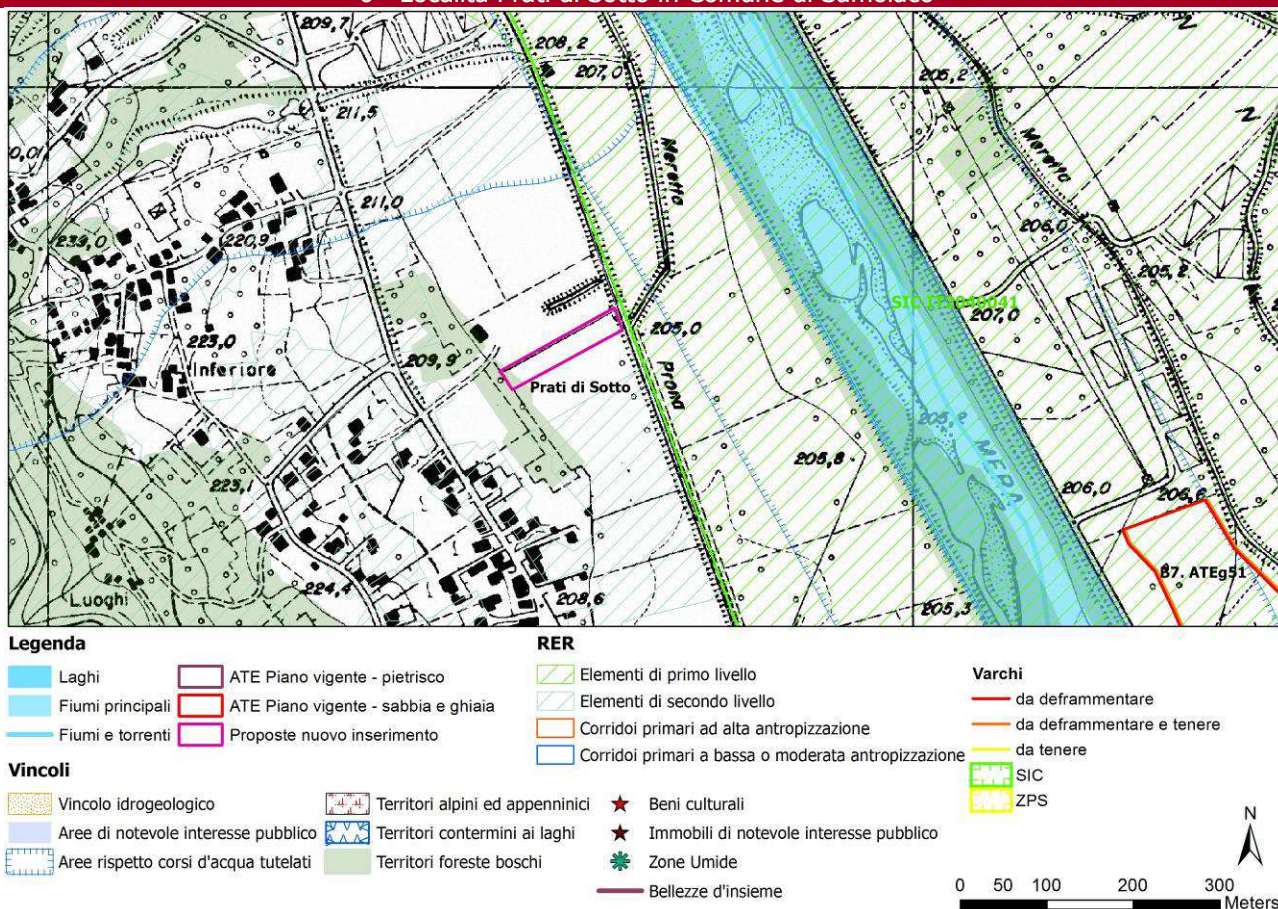 Località Prati di Sotto in Comune di Samolaco
209,7
208,2
207,0
205,2
211,5
Meretto
Meretto
211,0
206,0
239,0
220,9
205,2
SIC IT2040041
207,0
205,0
223,0
Inferiore
209,9
Prati di Sotto
Prona
205,2
MERA
205,8
223,1
206,0
206,6
B7. ATEg51
224,4
Luoghi
208,6
205,3
Legenda
Laghi
Fiumi principali
Fiumi e torrenti
ATE Piano vigente - pietrisco
ATE Piano vigente - sabbia e ghiaia
Proposte nuovo inserimento
RER
Elementi di primo livello
Elementi di secondo livello
Corridoi primari ad alta antropizzazione
Corridoi primari a bassa o moderata antropizzazione
Varchi
da deframmentare
da deframmentare e tenere
da tenere
SIC
ZPS
Vincoli
Vincolo idrogeologico
Aree di notevole interesse pubblico
Aree rispetto corsi d'acqua tutelati
Territori alpini ed appenninici
Territori contermini ai laghi
Territori foreste boschi
Beni culturali
Immobili di notevole interesse pubblico
Zone Umide
Bellezze d'insieme
N
0 50 100 200 300
Meters